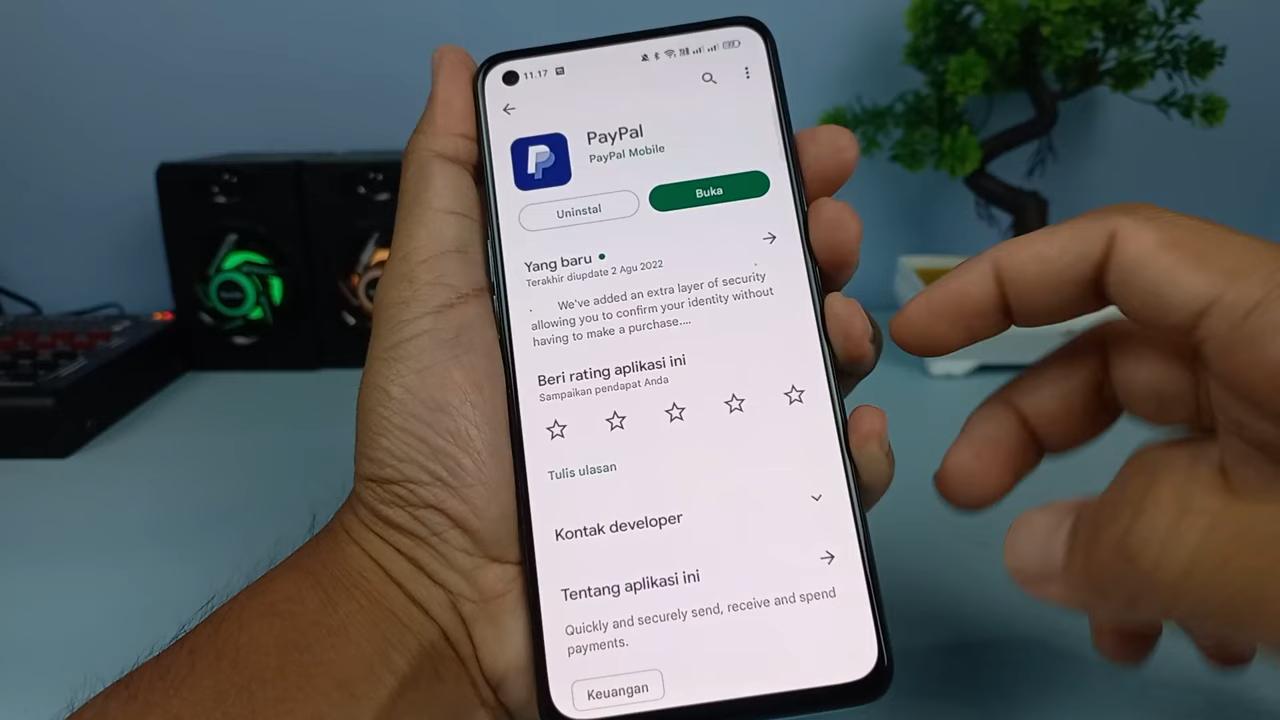 11.17
PayPal
PayPal Mobile
Uninstal
Buka
Yang baru
Terakhir diupdate 2 Agu 2022
We've added an extra layer of security
allowing you to confirm your identity without
having to make a purchase....
Beri rating aplikasi ini
Sampaikan pendapat Anda
Tulis ulasan
Kontak developer
Tentang aplikasi ini
Quickly and securely send, receive and spend
payments.
Keuangan